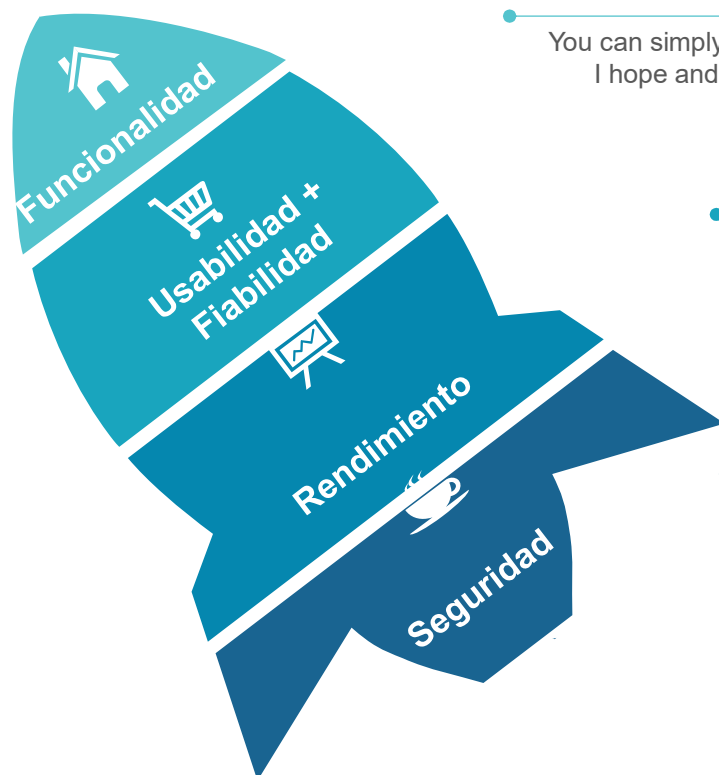 You can simply
I hope and
Funcionalidad
Usabilidad +
Fiabilidad
Rendimiento
Seguridad